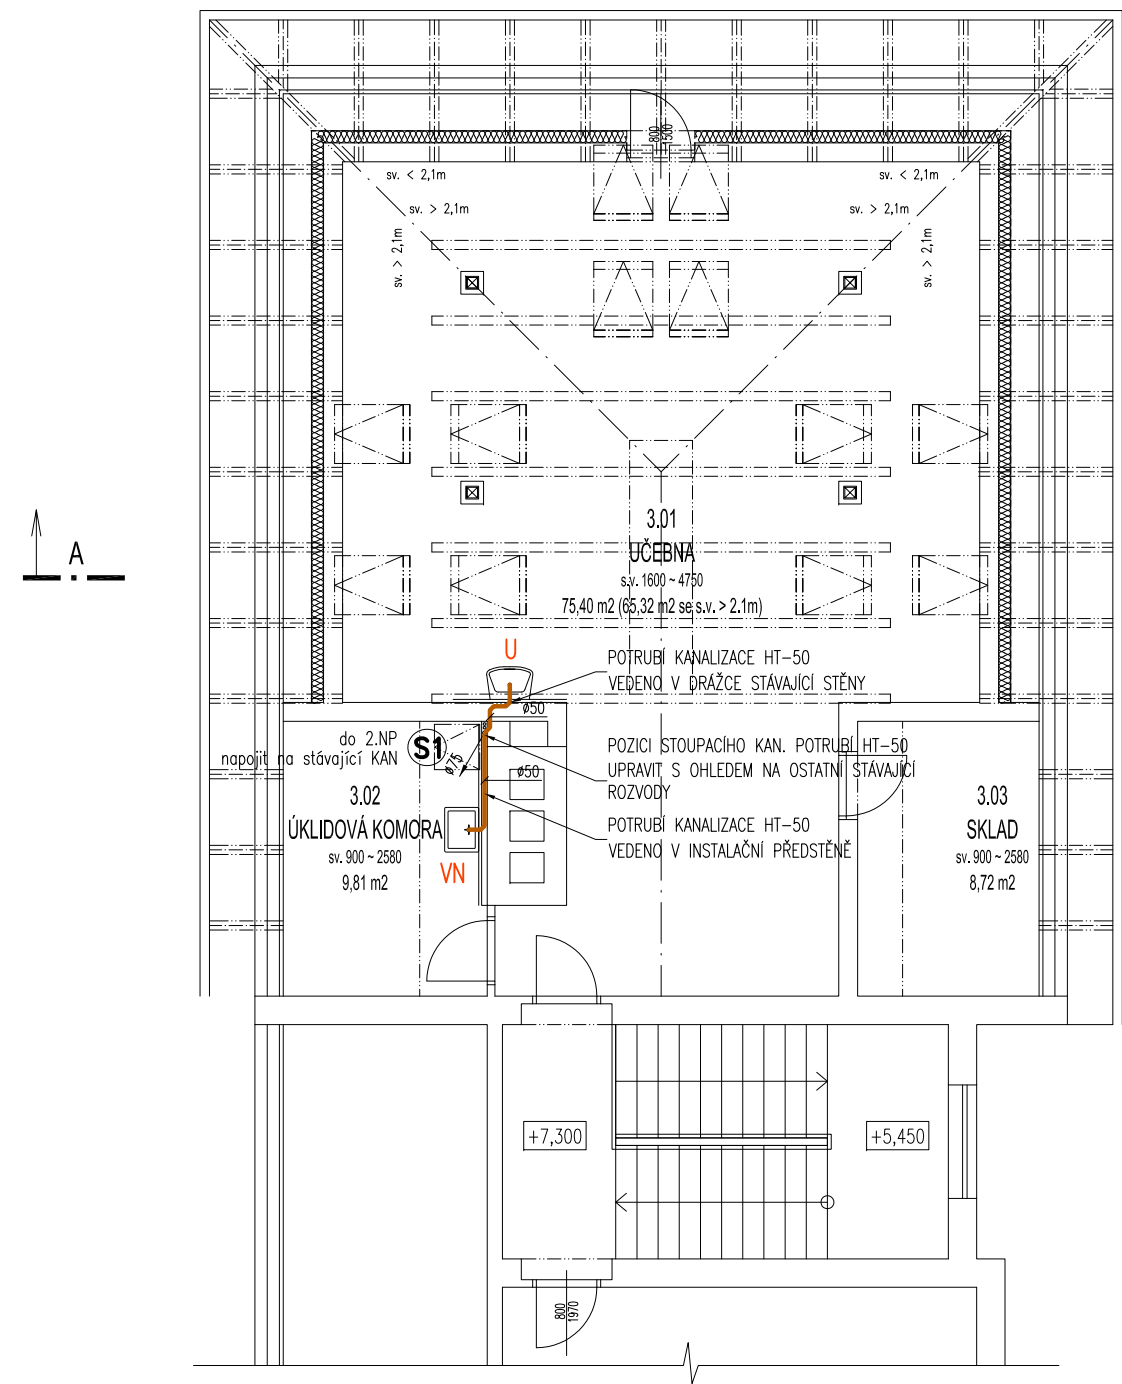 800
1500
sv. < 2,1m
sv. < 2,1m
sv. > 2,1m
sv. > 2,1m
sv. > 2,1m
sv. > 2,1m
A
3.01
UČEBNA
s.v. 1600 ~ 4750
75,40 m2 (65,32 m2 se s.v. > 2.1m)
U
POTRUBÍ KANALIZACE HT-50
VEDENO V DRÁŽCE STÁVAJÍCÍ STĚNY
ø50
do 2.NP
napojit na stávající KAN
S1
ø75
ø50
POZICI STOUPACÍHO KAN. POTRUBÍ HT-50
UPRAVIT S OHLEDEM NA OSTATNÍ STÁVAJÍCÍ
ROZVODY
3.02
ÚKLIDOVÁ KOMORA
sv. 900 ~ 2580
9,81 m2
VN
POTRUBÍ KANALIZACE HT-50
VEDENO V INSTALAČNÍ PŘEDSTĚNĚ
3.03
SKLAD
sv. 900 ~ 2580
8,72 m2
+7,300
+5,450
800
1970